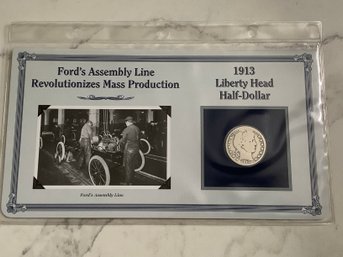 Ford's Assembly Line
Revolutionizes Mass Production
1913
Liberty Head
Half-Dollar
Ford's Assembly Line